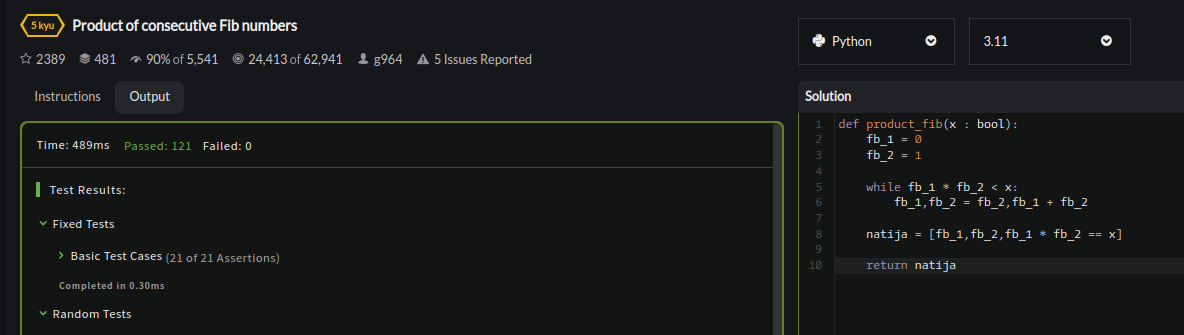 5 kyu Product of consecutive Fib numbers
2389 481 90% of 5,541 24,413 of 62,941 g964 5 Issues Reported
Instructions Output
Time: 489ms Passed: 121 Failed: 0
Test Results:
Fixed Tests
Basic Test Cases (21 of 21 Assertions)
Completed in 0.30ms
Random Tests
Python 3.11
Solution
1 def product_fib(x : bool):
2 fb_1 = 0
3 fb_2 = 1
4
5 while fb_1 * fb_2 < x:
6 fb_1,fb_2 = fb_2,fb_1 + fb_2
7
8 natija = [fb_1,fb_2,fb_1 * fb_2 == x]
9
10 return natija